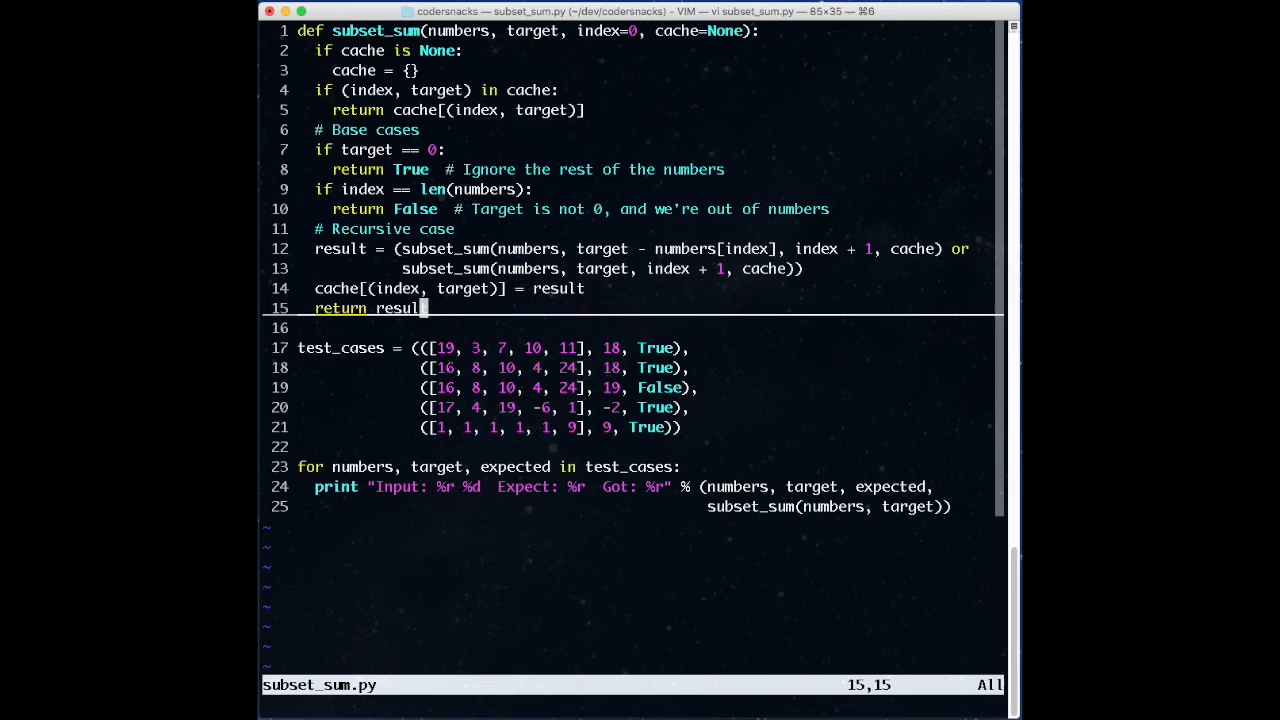 codersnacks — subset_sum.py (~/dev/codersnacks) - VIM — vi subset_sum.py — 85×35 — ⌘6
1 def subset_sum(numbers, target, index=0, cache=None):
2   if cache is None:
3     cache = {}
4   if (index, target) in cache:
5     return cache[(index, target)]
6   # Base cases
7   if target == 0:
8     return True  # Ignore the rest of the numbers
9   if index == len(numbers):
10     return False  # Target is not 0, and we're out of numbers
11   # Recursive case
12   result = (subset_sum(numbers, target - numbers[index], index + 1, cache) or
13             subset_sum(numbers, target, index + 1, cache))
14   cache[(index, target)] = result
15   return result
16
17 test_cases = (([19, 3, 7, 10, 11], 18, True),
18               ([16, 8, 10, 4, 24], 18, True),
19               ([16, 8, 10, 4, 24], 19, False),
20               ([17, 4, 19, -6, 1], -2, True),
21               ([1, 1, 1, 1, 1, 9], 9, True))
22
23 for numbers, target, expected in test_cases:
24   print "Input: %r %d  Expect: %r  Got: %r" % (numbers, target, expected,
25                                                subset_sum(numbers, target))
~
~
~
~
~
~
~
~
subset_sum.py 15,15 All